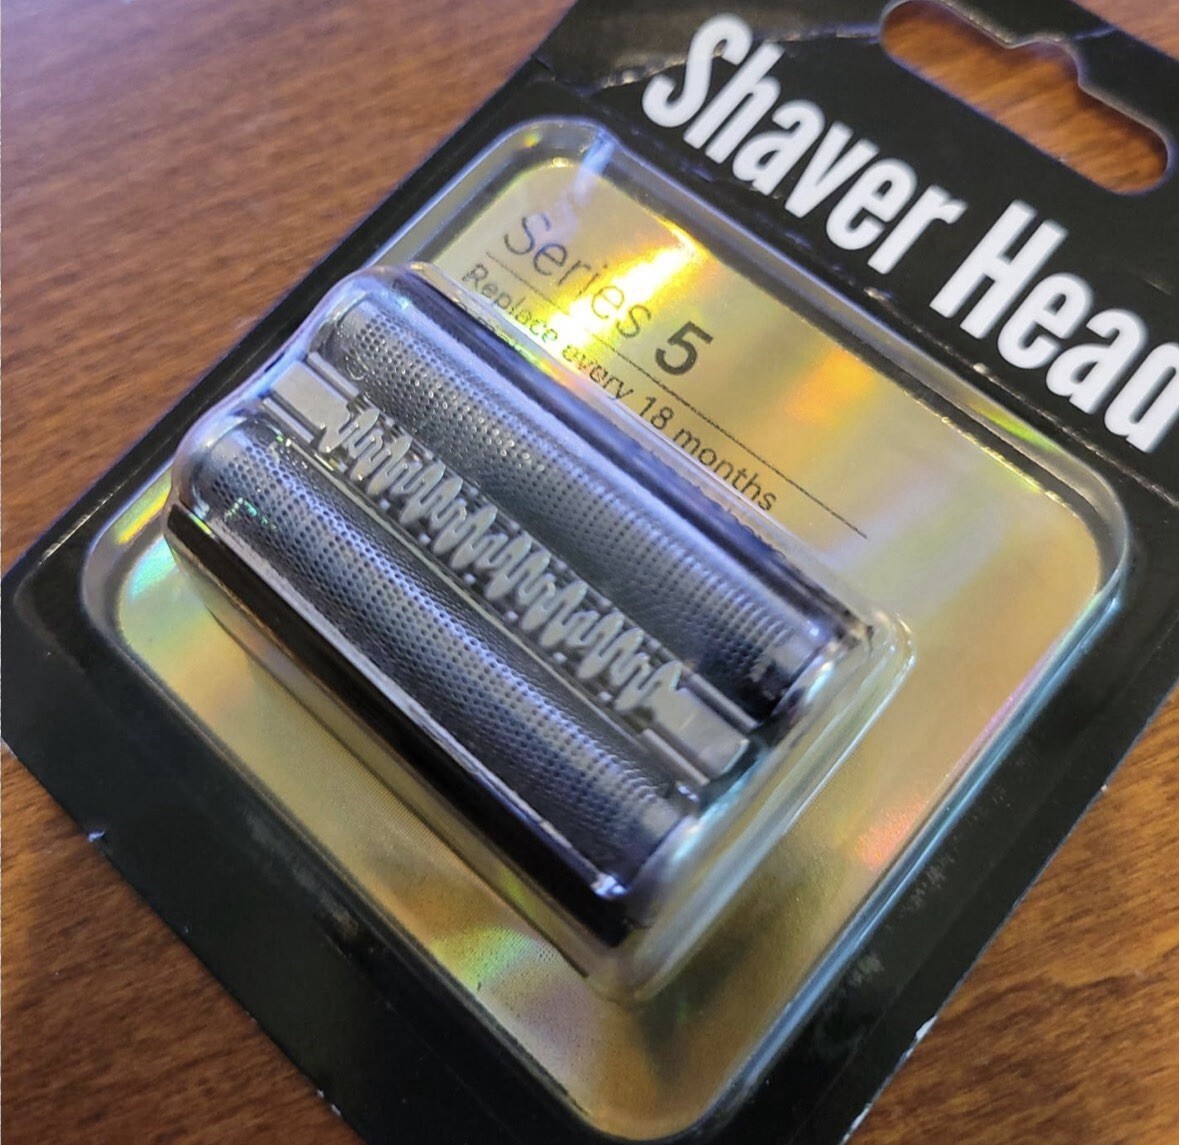 Shaver Head
Series 5
Replace every 18 months